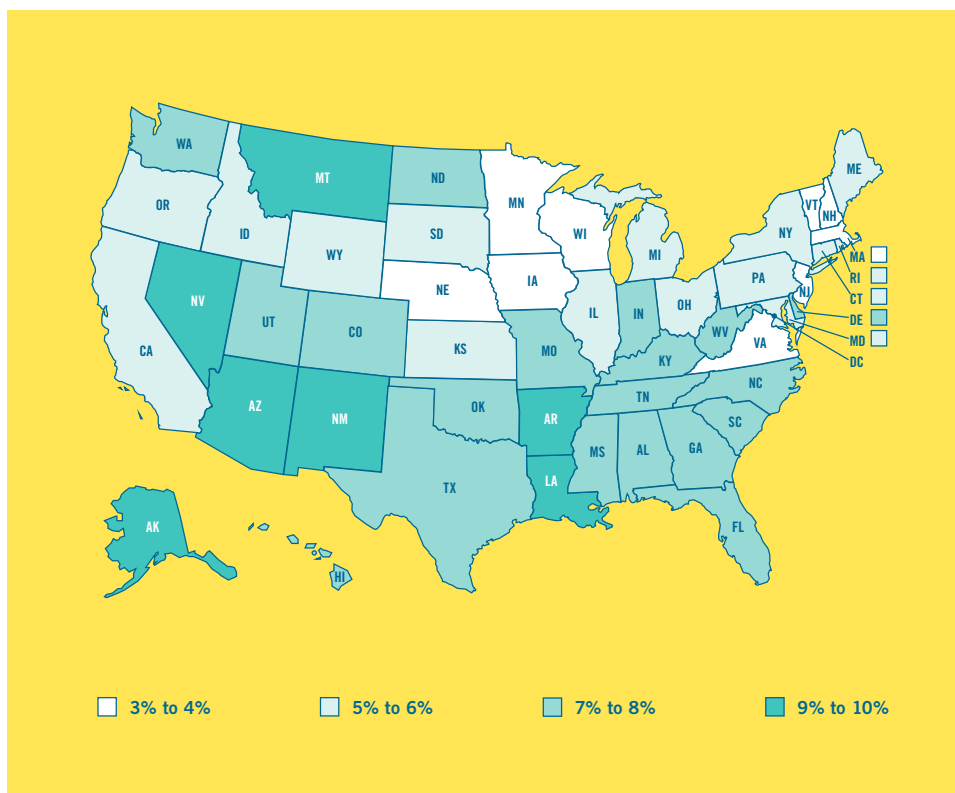 WA
MT
ND
MN
ME
OR
ID
WY
SD
WI
MI
NY
VT
NH
MA
RI
CT
DE
MD
DC
NV
UT
CO
NE
IA
IL
IN
OH
PA
NJ
CA
KS
MO
KY
WV
VA
AZ
NM
OK
AR
TN
NC
SC
TX
LA
MS
AL
GA
FL
AK
HI
3% to 4%
5% to 6%
7% to 8%
9% to 10%